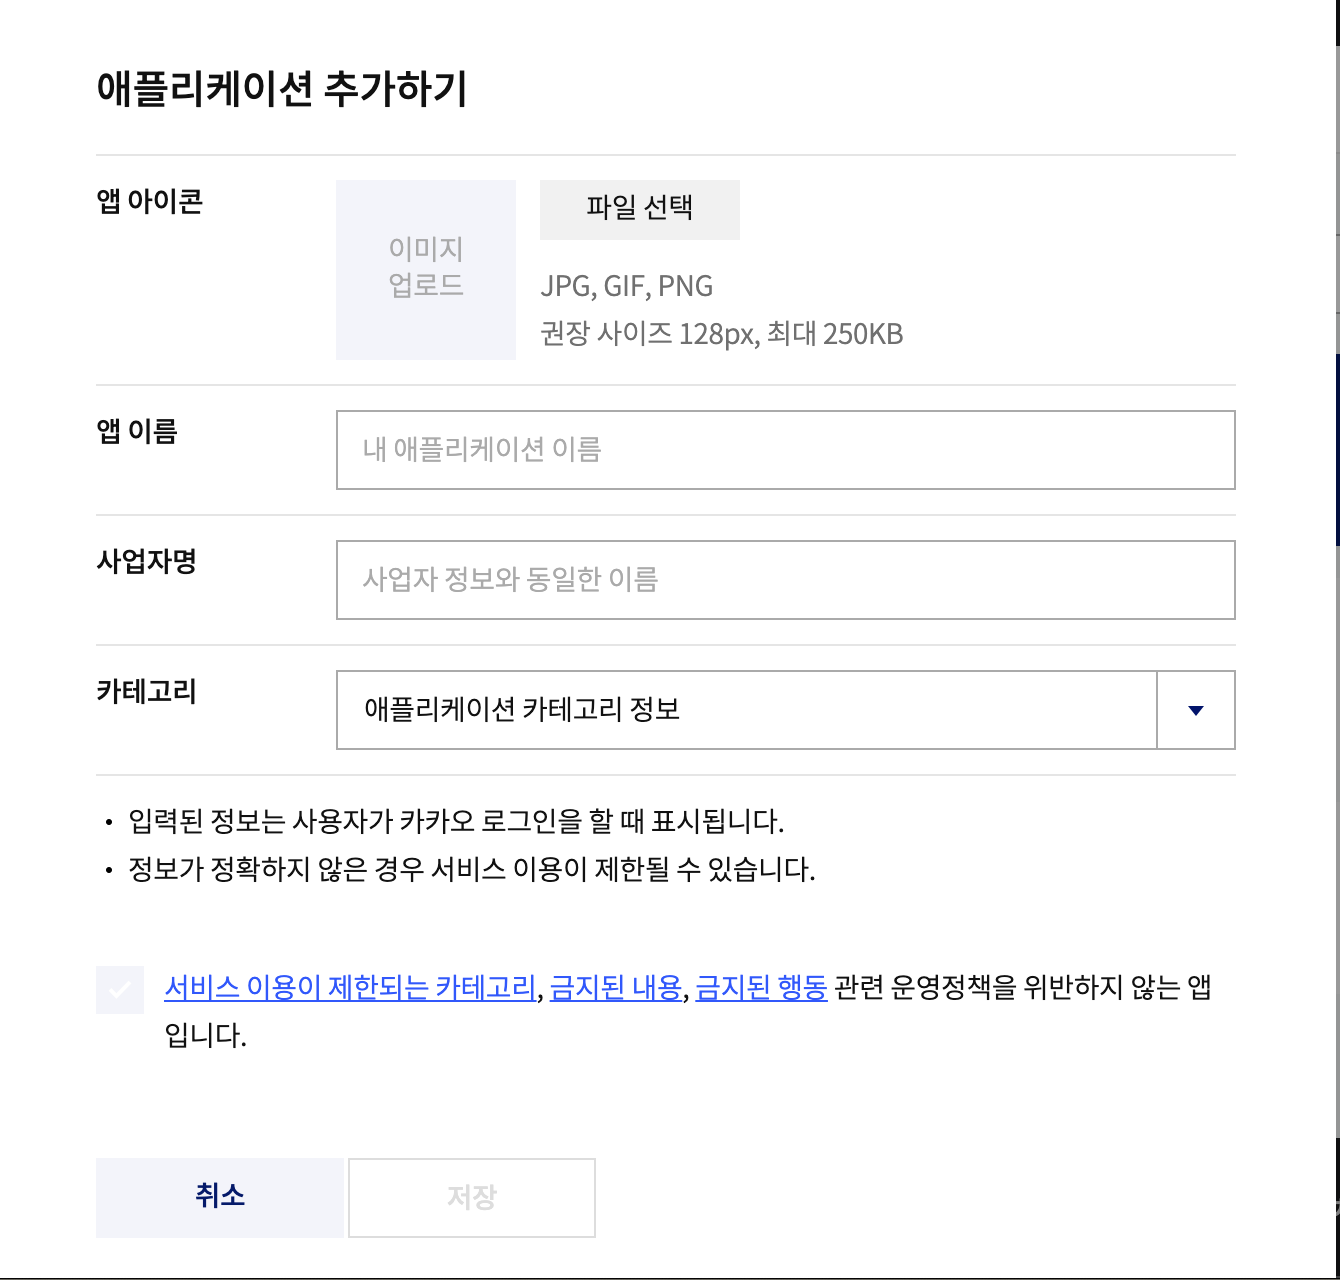 애플리케이션 추가하기
앱 아이콘
이미지
업로드
파일 선택
JPG, GIF, PNG
권장 사이즈 128px, 최대 250KB
앱 이름
내 애플리케이션 이름
사업자명
사업자 정보와 동일한 이름
카테고리
애플리케이션 카테고리 정보
• 입력된 정보는 사용자가 카카오 로그인을 할 때 표시됩니다.
• 정보가 정확하지 않은 경우 서비스 이용이 제한될 수 있습니다.
서비스 이용이 제한되는 카테고리, 금지된 내용, 금지된 행동 관련 운영정책을 위반하지 않는 앱
입니다.
취소
저장